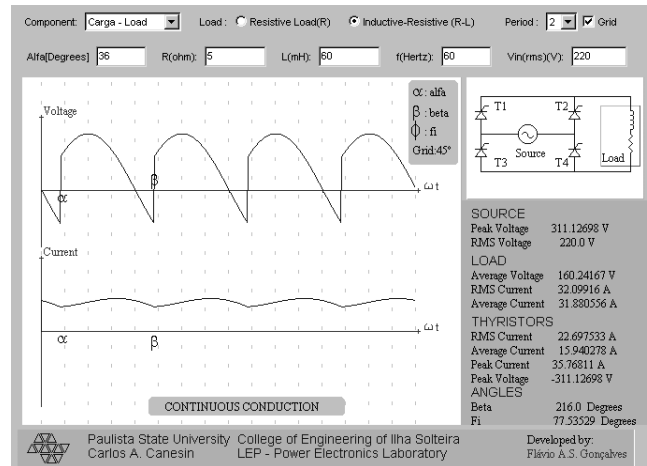 Component: Carga - Load Load : Resistive Load(R) Inductive-Resistive (R-L) Period : 2 Grid
Alfa[Degrees] 36 R(ohm): 5 L(mH): 60 f(Hertz): 60 Vin(rms)(V): 220
Voltage
α : alfa
β : beta
ϕ : fi
Grid:45°
α
β
ωt
Current
α
β
ωt
CONTINUOUS CONDUCTION
T1 T2
Source
T3 T4 Load
SOURCE
Peak Voltage 311.12698 V
RMS Voltage 220.0 V
LOAD
Average Voltage 160.24167 V
RMS Current 32.09916 A
Average Current 31.880556 A
THYRISTORS
RMS Current 22.697533 A
Average Current 15.940278 A
Peak Current 35.76811 A
Peak Voltage -311.12698 V
ANGLES
Beta 216.0 Degrees
Fi 77.53529 Degrees
Paulista State University College of Engineering of Ilha Solteira
Carlos A. Canesin LEP - Power Electronics Laboratory
Developed by:
Flávio A.S. Gonçalves